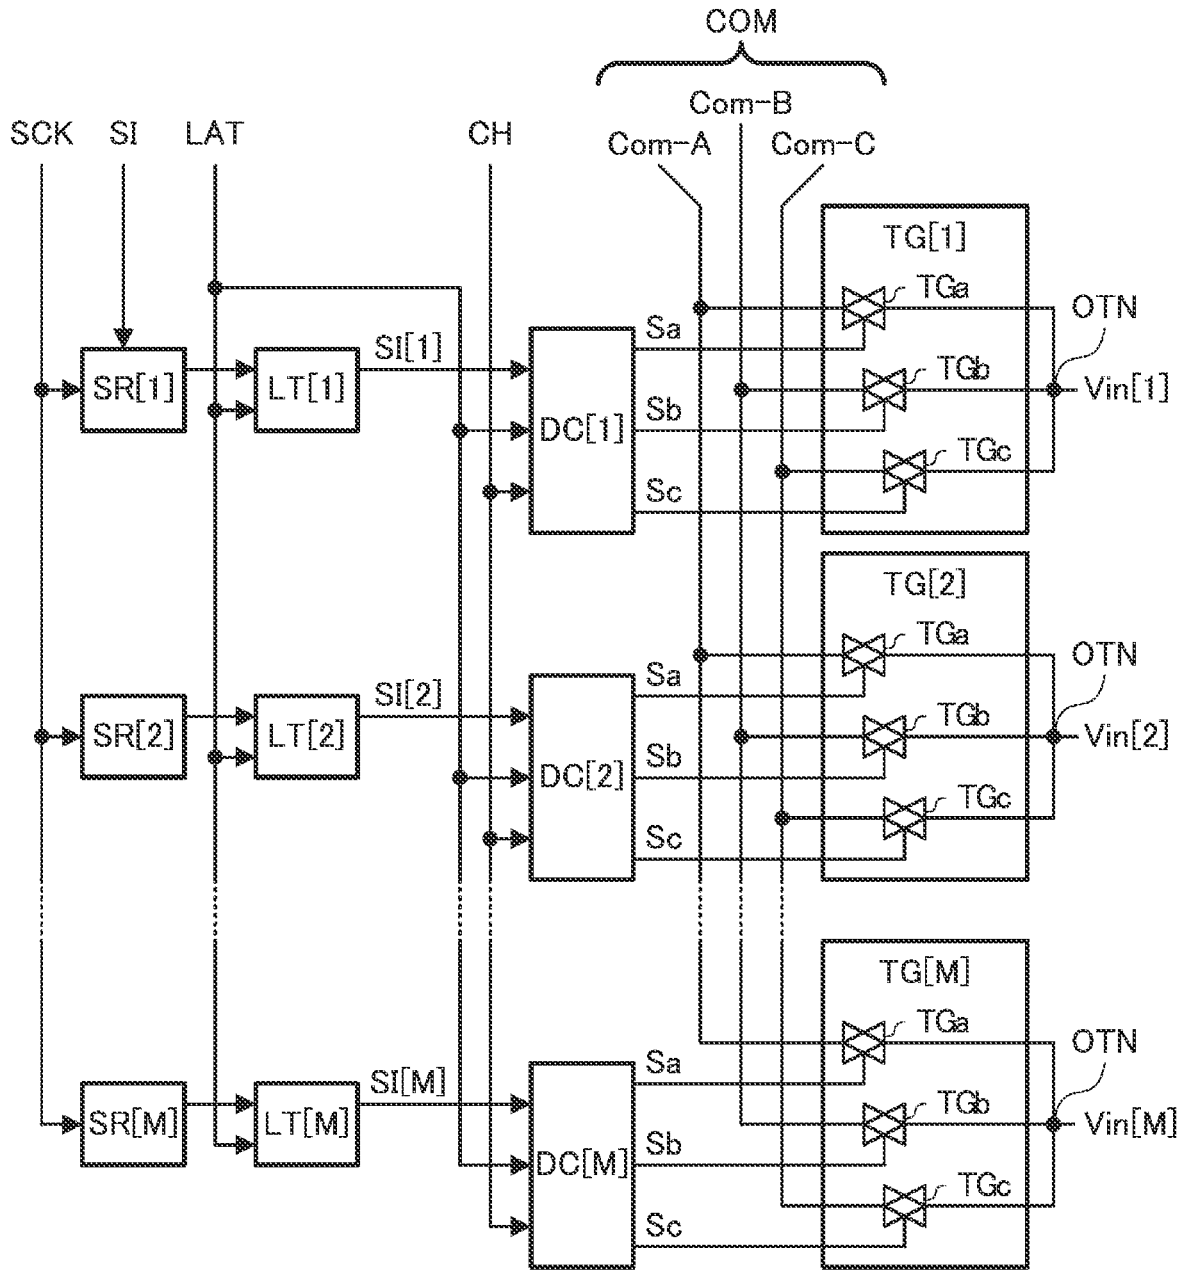 COM
Com-B
SCK SI LAT CH Com-A Com-C
TG[1]
TGa
OTN
Sa
SI[1]
TGb
SR[1] LT[1] Vin[1]
Sb
DC[1]
TGc
Sc
TG[2]
TGa
OTN
Sa
SI[2]
TGb
SR[2] LT[2] Vin[2]
Sb
DC[2]
TGc
Sc
TG[M]
TGa
OTN
Sa
SI[M]
TGb
SR[M] LT[M] Vin[M]
Sb
DC[M]
TGc
Sc